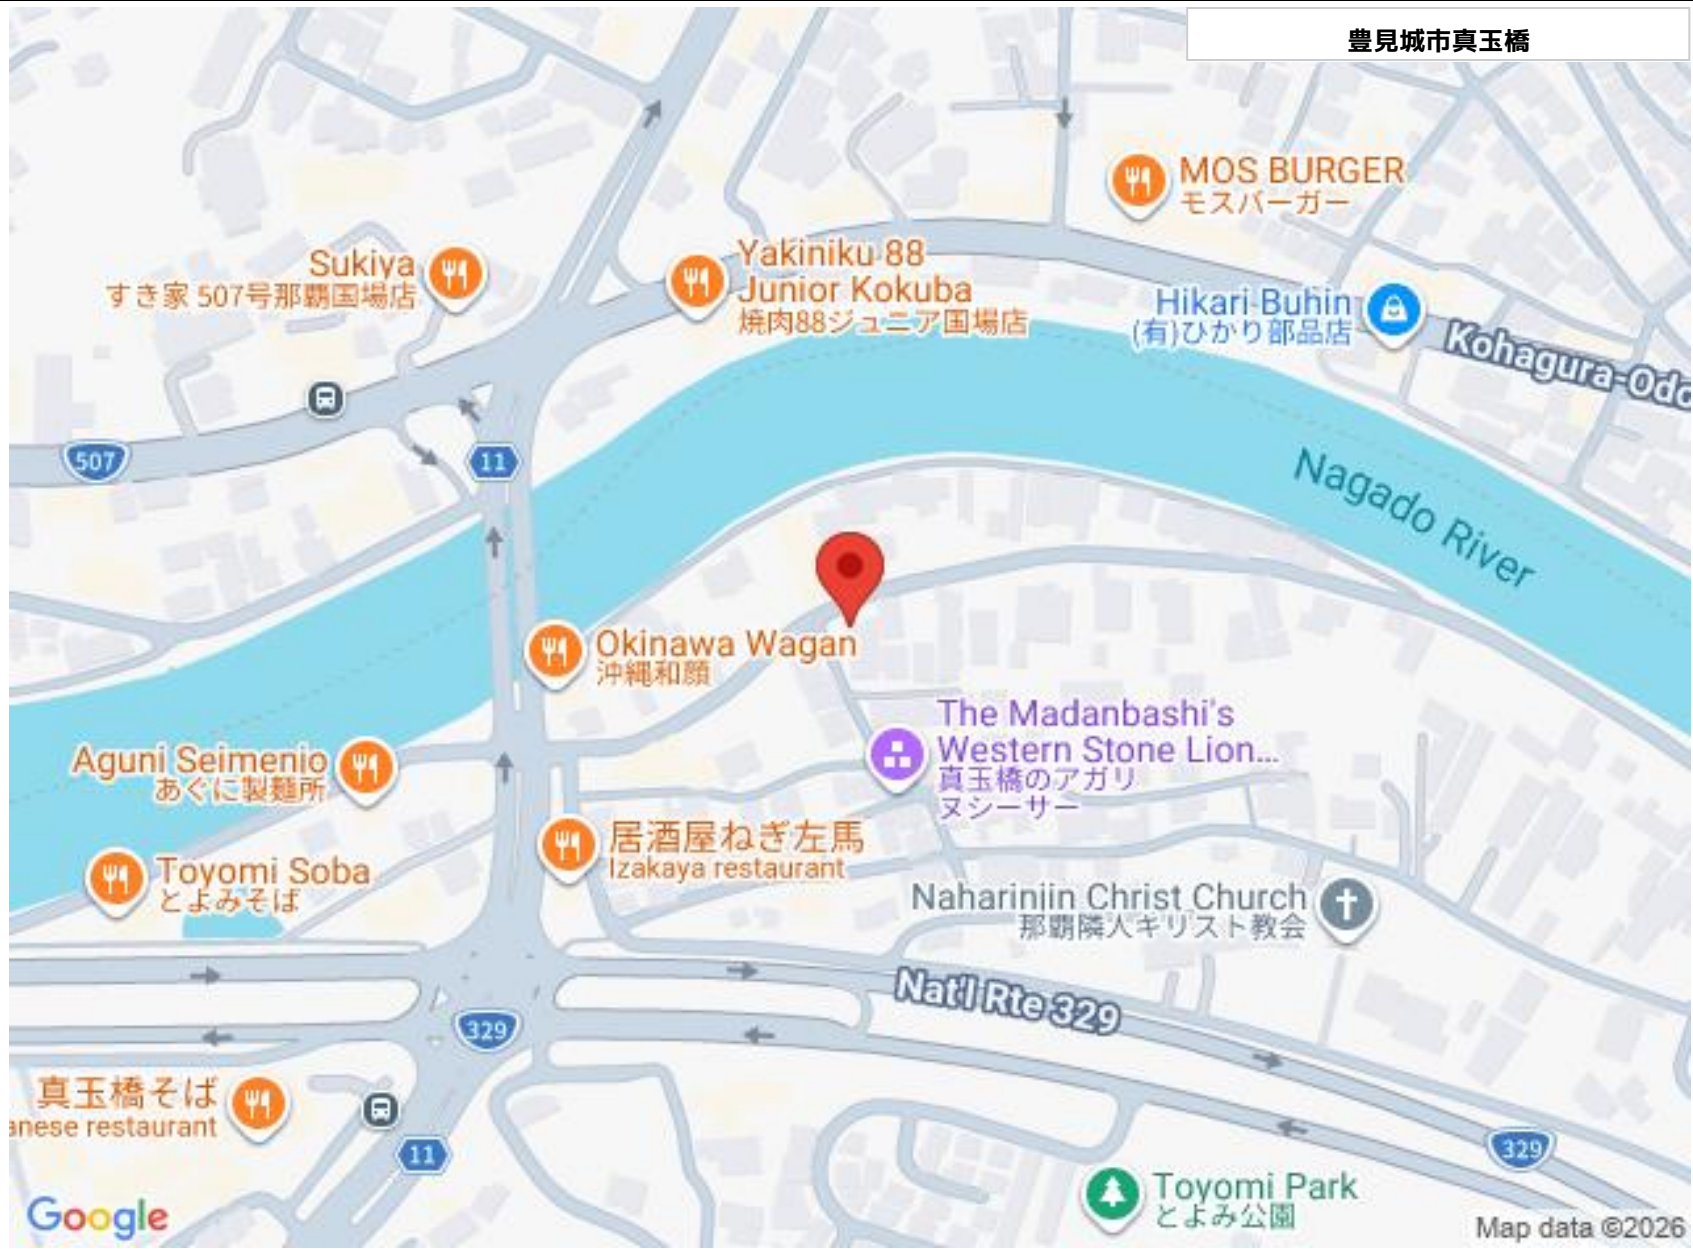 豊見城市真玉橋
MOS BURGER
モスバーガー
Sukiya
すき家 507号那覇国場店
Yakiniku 88
Junior Kokuba
焼肉88ジュニア国場店
Hikari Buhin
(有)ひかり部品店
Kohagura-Odo
507
11
Nagado River
Okinawa Wagan
沖縄和顔
The Madanbashi's
Western Stone Lion...
真玉橋のアガリ
ヌシーサー
Aguni Seimenjo
あぐに製麺所
居酒屋ねぎ左馬
Izakaya restaurant
Toyomi Soba
とよみそば
Naharinjin Christ Church
那覇隣人キリスト教会
Nat'l Rte 329
329
真玉橋そば
anese restaurant
11
329
Toyomi Park
とよみ公園
Google
Map data ©2026